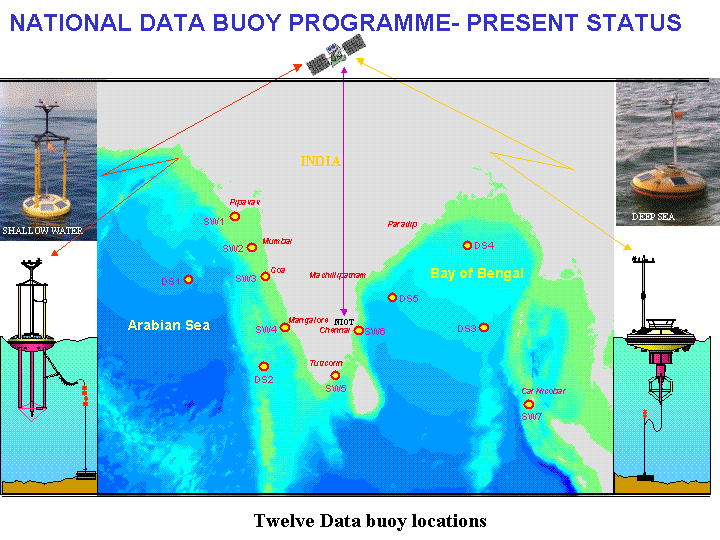 NATIONAL DATA BUOY PROGRAMME- PRESENT STATUS
INDIA
SHALLOW WATER
DEEP SEA
Pipavav
SW1
Paradip
Mumbai
SW2
DS4
Goa
Machilipatnam
Bay of Bengal
DS1
SW3
DS5
Arabian Sea
Mangalore NIOT
SW4
Chennai
SW6
DS3
Tuticorin
DS2
SW5
Car Nicobar
SW7
Twelve Data buoy locations